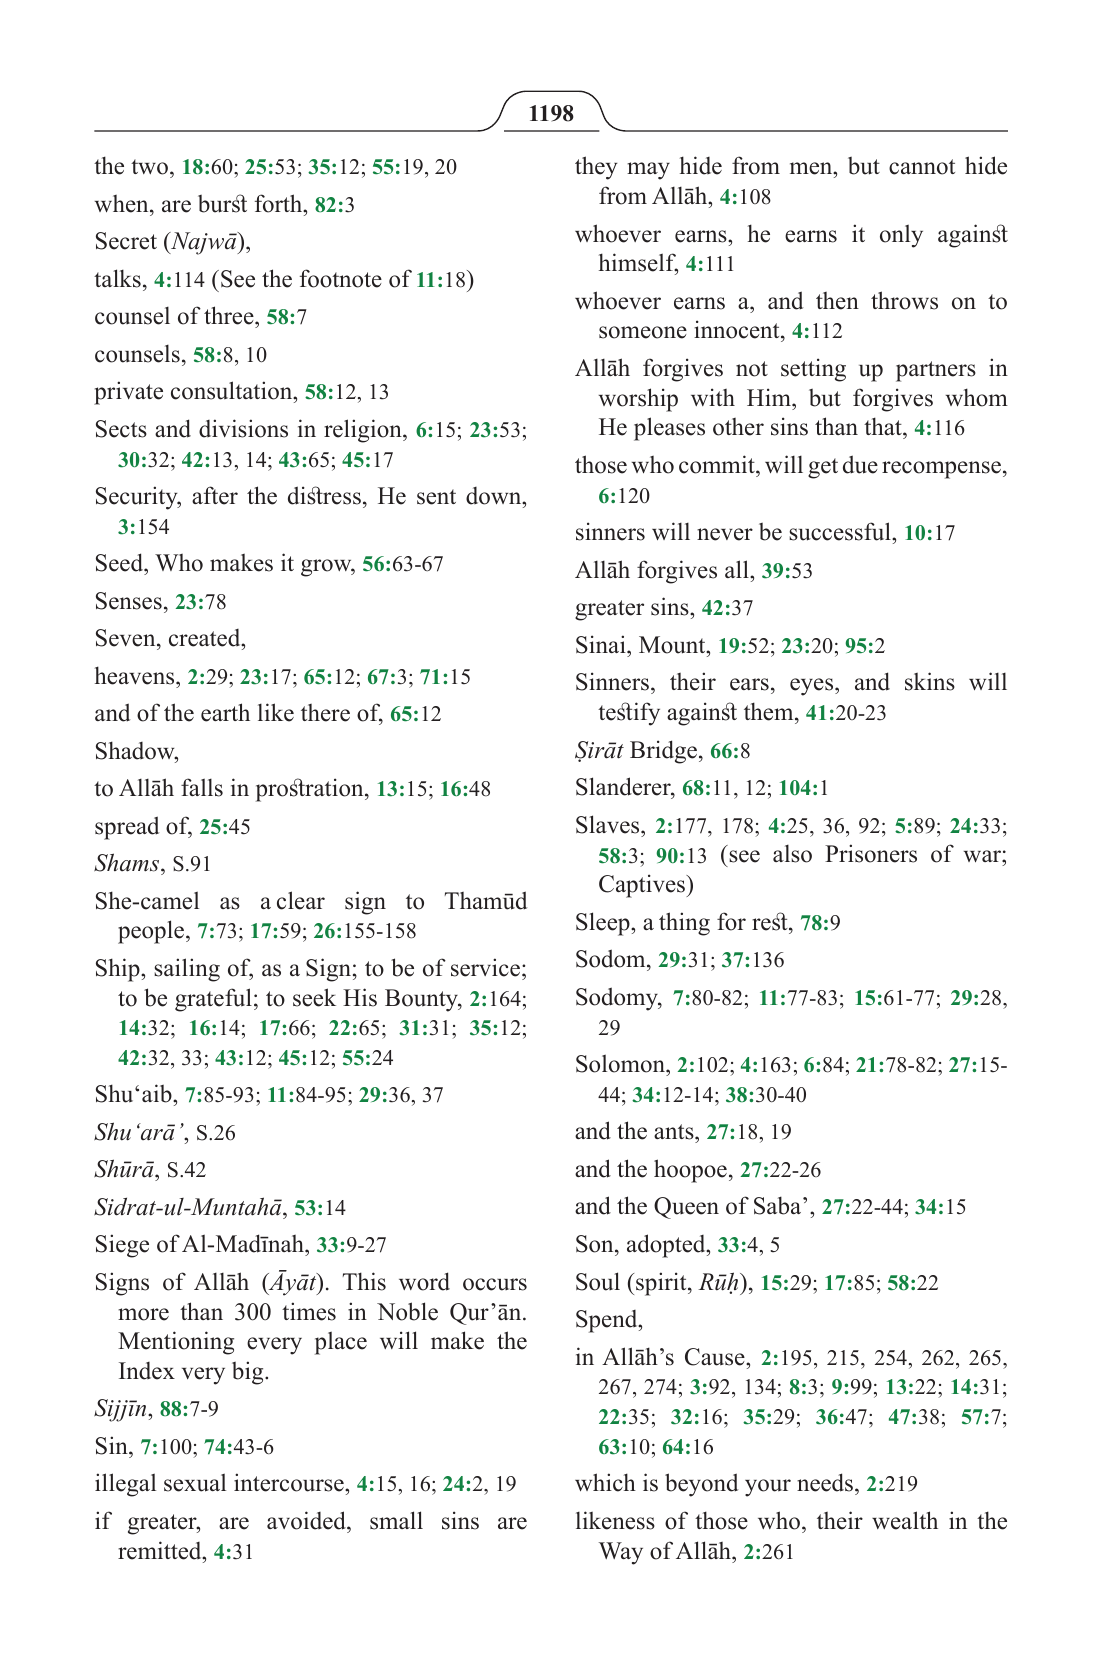 1198
the two, 18:60; 25:53; 35:12; 55:19, 20
when, are burst forth, 82:3
Secret (Najwā),
talks, 4:114 (See the footnote of 11:18)
counsel of three, 58:7
counsels, 58:8, 10
private consultation, 58:12, 13
Sects and divisions in religion, 6:15; 23:53;
30:32; 42:13, 14; 43:65; 45:17
Security, after the distress, He sent down,
3:154
Seed, Who makes it grow, 56:63-67
Senses, 23:78
Seven, created,
heavens, 2:29; 23:17; 65:12; 67:3; 71:15
and of the earth like there of, 65:12
Shadow,
to Allāh falls in prostration, 13:15; 16:48
spread of, 25:45
Shams, S.91
She-camel as a clear sign to Thamūd
people, 7:73; 17:59; 26:155-158
Ship, sailing of, as a Sign; to be of service;
to be grateful; to seek His Bounty, 2:164;
14:32; 16:14; 17:66; 22:65; 31:31; 35:12;
42:32, 33; 43:12; 45:12; 55:24
Shu‘aib, 7:85-93; 11:84-95; 29:36, 37
Shu‘arā’, S.26
Shūrā, S.42
Sidrat-ul-Muntahā, 53:14
Siege of Al-Madīnah, 33:9-27
Signs of Allāh (Āyāt). This word occurs
more than 300 times in Noble Qur’ān.
Mentioning every place will make the
Index very big.
Sijjīn, 88:7-9
Sin, 7:100; 74:43-6
illegal sexual intercourse, 4:15, 16; 24:2, 19
if greater, are avoided, small sins are
remitted, 4:31
they may hide from men, but cannot hide
from Allāh, 4:108
whoever earns, he earns it only against
himself, 4:111
whoever earns a, and then throws on to
someone innocent, 4:112
Allāh forgives not setting up partners in
worship with Him, but forgives whom
He pleases other sins than that, 4:116
those who commit, will get due recompense,
6:120
sinners will never be successful, 10:17
Allāh forgives all, 39:53
greater sins, 42:37
Sinai, Mount, 19:52; 23:20; 95:2
Sinners, their ears, eyes, and skins will
testify against them, 41:20-23
Ṣirāt Bridge, 66:8
Slanderer, 68:11, 12; 104:1
Slaves, 2:177, 178; 4:25, 36, 92; 5:89; 24:33;
58:3; 90:13 (see also Prisoners of war;
Captives)
Sleep, a thing for rest, 78:9
Sodom, 29:31; 37:136
Sodomy, 7:80-82; 11:77-83; 15:61-77; 29:28,
29
Solomon, 2:102; 4:163; 6:84; 21:78-82; 27:15-
44; 34:12-14; 38:30-40
and the ants, 27:18, 19
and the hoopoe, 27:22-26
and the Queen of Saba’, 27:22-44; 34:15
Son, adopted, 33:4, 5
Soul (spirit, Rūḥ), 15:29; 17:85; 58:22
Spend,
in Allāh’s Cause, 2:195, 215, 254, 262, 265,
267, 274; 3:92, 134; 8:3; 9:99; 13:22; 14:31;
22:35; 32:16; 35:29; 36:47; 47:38; 57:7;
63:10; 64:16
which is beyond your needs, 2:219
likeness of those who, their wealth in the
Way of Allāh, 2:261